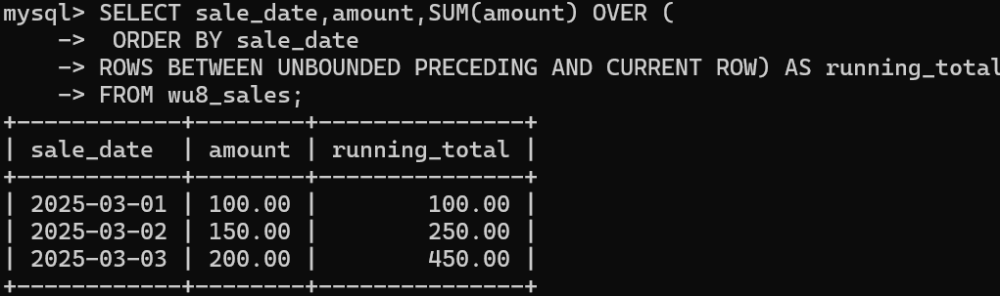 mysql> SELECT sale_date,amount,SUM(amount) OVER (
    ->  ORDER BY sale_date
    -> ROWS BETWEEN UNBOUNDED PRECEDING AND CURRENT ROW) AS running_total
    -> FROM wu8_sales;
+------------+--------+---------------+
| sale_date  | amount | running_total |
+------------+--------+---------------+
| 2025-03-01 | 100.00 |        100.00 |
| 2025-03-02 | 150.00 |        250.00 |
| 2025-03-03 | 200.00 |        450.00 |
+------------+--------+---------------+